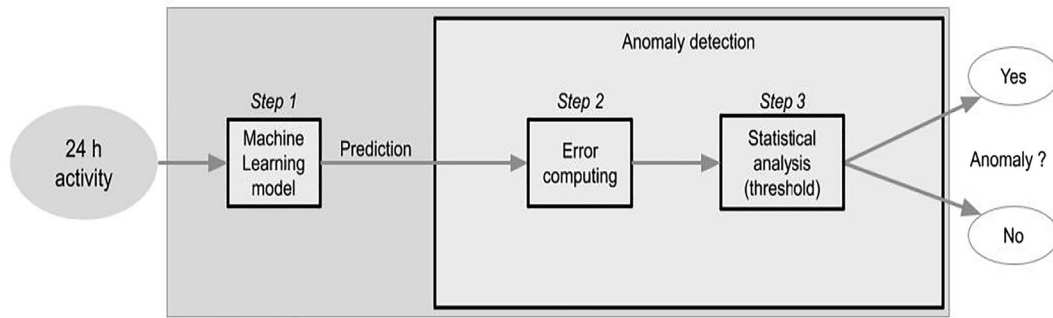 Anomaly detection
24 h
activity
Step 1
Machine
Learning
model
Prediction
Step 2
Error
computing
Step 3
Statistical
analysis
(threshold)
Yes
Anomaly ?
No